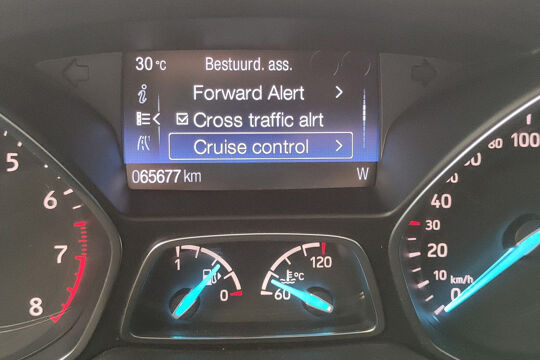 30 °C Bestuurd. ass.
Forward Alert
Cross traffic alrt
Cruise control
065677 km W
5
6
7
8
1
0
60
°C
120
0
10
20
30
40
60
80
100
km/h